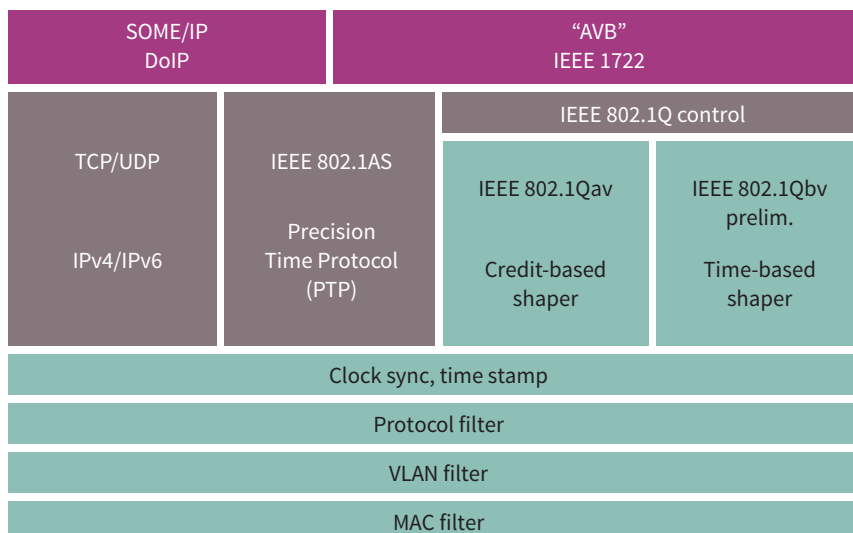 SOME/IP
DoIP
“AVB”
IEEE 1722
TCP/UDP
IPv4/IPv6
IEEE 802.1AS
Precision
Time Protocol
(PTP)
IEEE 802.1Q control
IEEE 802.1Qav
Credit-based
shaper
IEEE 802.1Qbv
prelim.
Time-based
shaper
Clock sync, time stamp
Protocol filter
VLAN filter
MAC filter